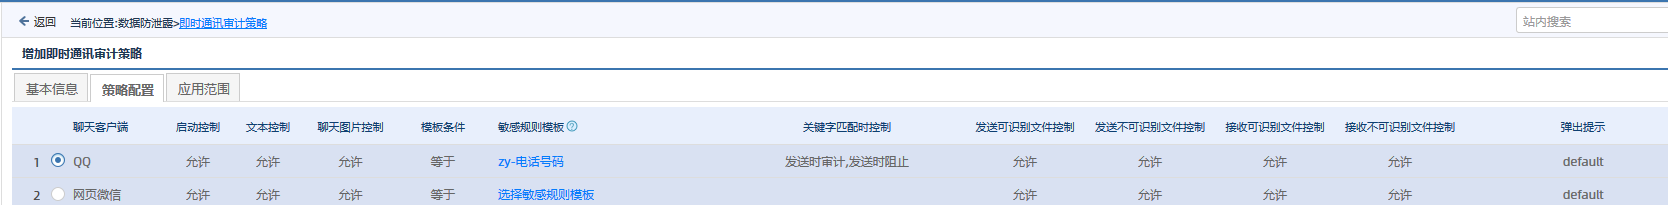 返回 当前位置:数据防泄露>即时通讯审计策略 站内搜索
增加即时通讯审计策略
基本信息 策略配置 应用范围
聊天客户端 启动控制 文本控制 聊天图片控制 模板条件 敏感规则模板 关键字匹配时控制 发送可识别文件控制 发送不可识别文件控制 接收可识别文件控制 接收不可识别文件控制 弹出提示
1 QQ 允许 允许 允许 等于 zy-电话号码 发送时审计,发送时阻止 允许 允许 允许 允许 default
2 网页微信 允许 允许 允许 等于 选择敏感规则模板 允许 允许 允许 允许 default